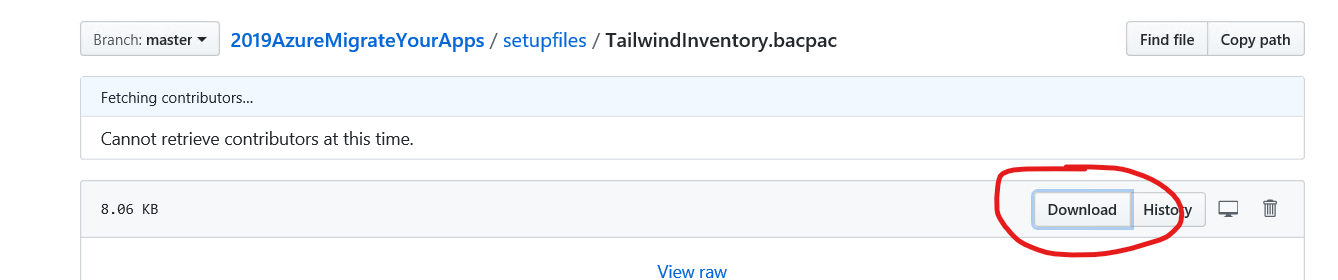 Branch: master 2019AzureMigrateYourApps / setupfiles / TailwindInventory.bacpac Find file Copy path
Fetching contributors...
Cannot retrieve contributors at this time.
8.06 KB Download History
View raw